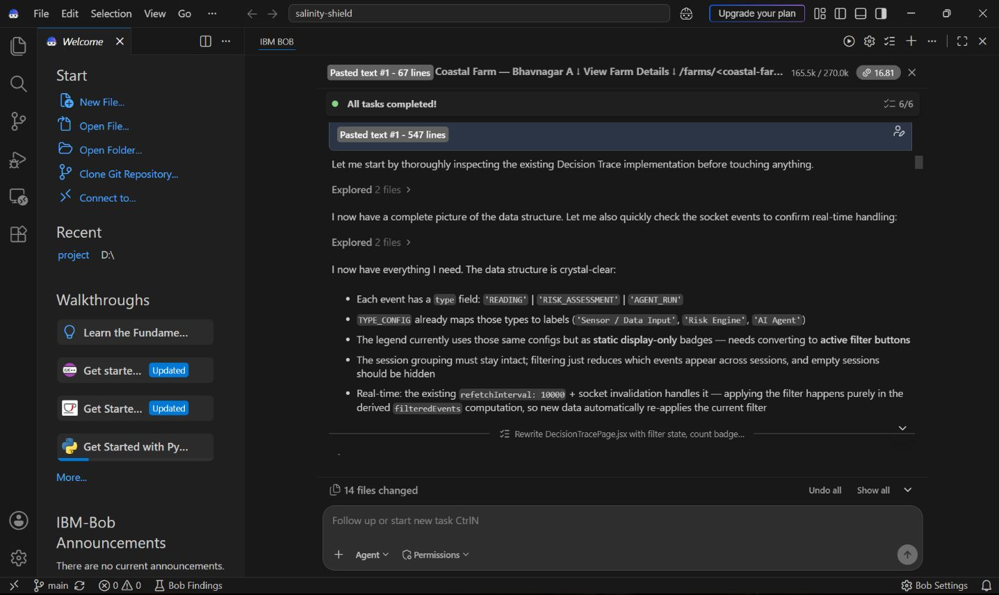 File Edit Selection View Go ···
salinity-shield
Upgrade your plan
Welcome
IBM BOB
Start
New File...
Open File...
Open Folder...
Clone Git Repository...
Connect to...
Recent
project D:\
Walkthroughs
Learn the Fundame...
Get starte... Updated
Get Starte... Updated
Get Started with Py...
More...
IBM-Bob
Announcements
There are no current announcements.
Pasted text #1 - 67 lines Coastal Farm — Bhavnagar A ↓ View Farm Details ↓ /farms/<coastal-far... 165.5k / 270.0k 16.81
All tasks completed! 6/6
Pasted text #1 - 547 lines
Let me start by thoroughly inspecting the existing Decision Trace implementation before touching anything.
Explored 2 files >
I now have a complete picture of the data structure. Let me also quickly check the socket events to confirm real-time handling:
Explored 2 files >
I now have everything I need. The data structure is crystal-clear:
• Each event has a type field: 'READING' | 'RISK_ASSESSMENT' | 'AGENT_RUN'
• TYPE_CONFIG already maps those types to labels ('Sensor / Data Input', 'Risk Engine', 'AI Agent')
• The legend currently uses those same configs but as static display-only badges — needs converting to active filter buttons
• The session grouping must stay intact; filtering just reduces which events appear across sessions, and empty sessions
should be hidden
• Real-time: the existing refetchInterval: 10000 + socket invalidation handles it — applying the filter happens purely in the
derived filteredEvents computation, so new data automatically re-applies the current filter
Rewrite DecisionTracePage.jsx with filter state, count badge...
14 files changed Undo all Show all
Follow up or start new task CtrlN
Agent Permissions
main 0 0 Bob Findings Bob Settings